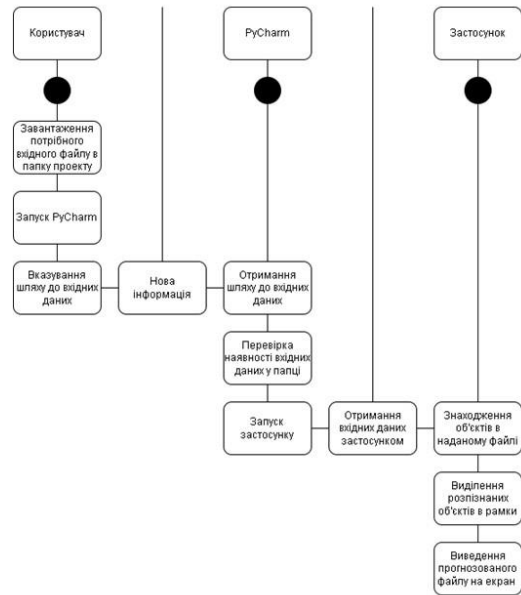 Користувач
PyCharm
Застосунок
Завантаження
потрібного
вхідного файлу в
папку проекту
Запуск PyCharm
Вказування
шляху до вхідних
даних
Нова
інформація
Отримання
шляху до вхідних
даних
Перевірка
наявності вхідних
даних у папці
Запуск
застосунку
Отримання
вхідних даних
застосунком
Знаходження
об'єктів в
наданому файлі
Виділення
розпізнаних
об'єктів в рамки
Виведення
прогнозованого
файлу на екран